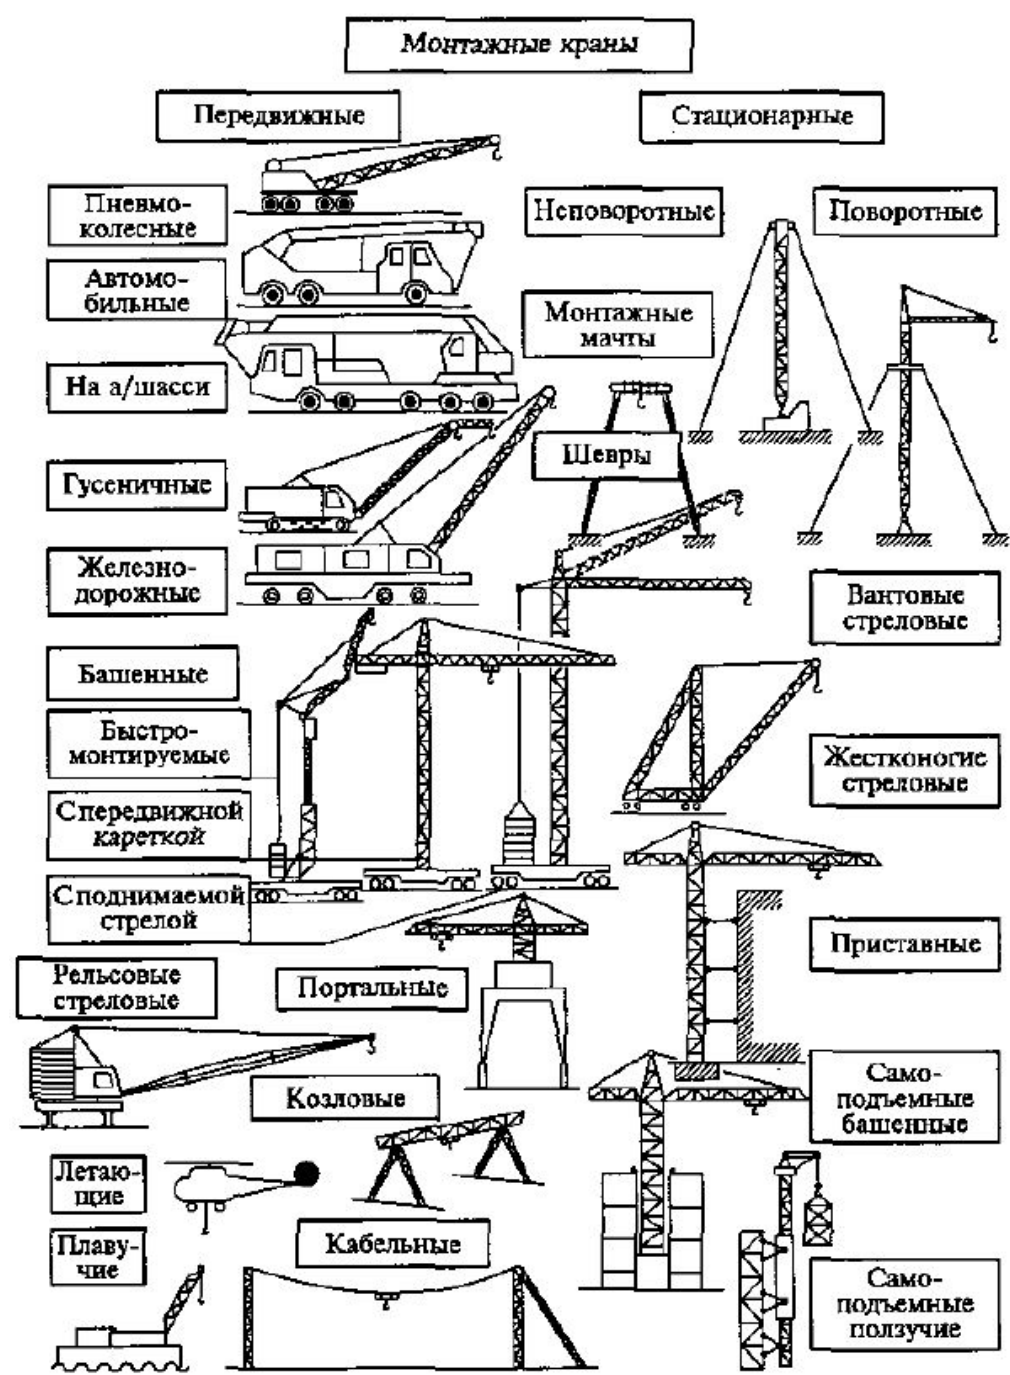 Монтажные краны
Передвижные
Стационарные
Пневмо-
колесные
Неповоротные
Поворотные
Автомо-
бильные
Монтажные
мачты
На а/шасси
Шевры
Гусеничные
Железно-
дорожные
Вантовые
стреловые
Башенные
Быстро-
монтируемые
Жестконогие
стреловые
С передвижной
кареткой
С поднимаемой
стрелой
Приставные
Рельсовые
стреловые
Портальные
Козловые
Само-
подъемные
башенные
Летаю-
щие
Плаву-
чие
Кабельные
Само-
подъемные
ползучие